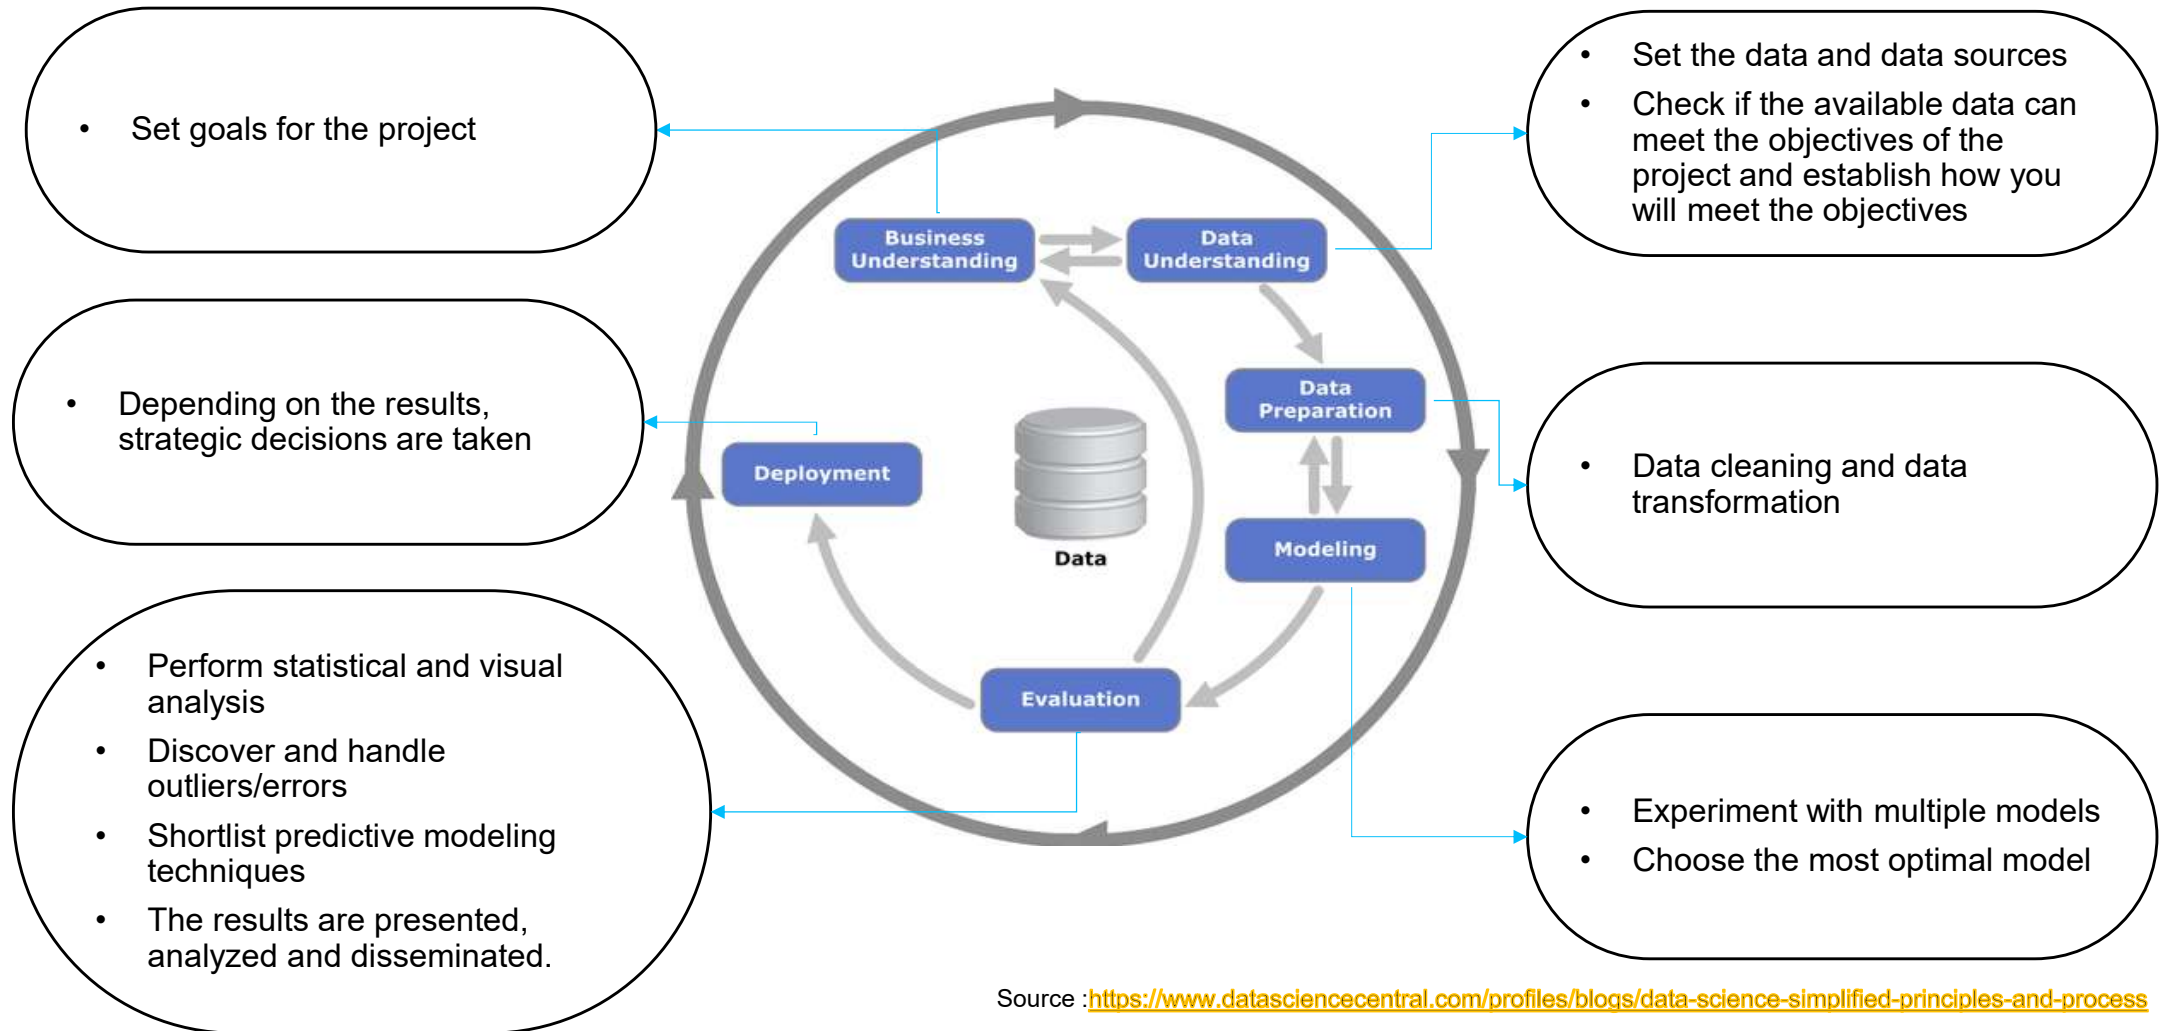 • Set goals for the project
• Set the data and data sources
• Check if the available data can
meet the objectives of the
project and establish how you
will meet the objectives
Business
Understanding
Data
Understanding
• Depending on the results,
strategic decisions are taken
Data
Preparation
Deployment
Data
Modeling
• Data cleaning and data
transformation
• Perform statistical and visual
analysis
• Discover and handle
outliers/errors
• Shortlist predictive modeling
techniques
• The results are presented,
analyzed and disseminated.
Evaluation
• Experiment with multiple models
• Choose the most optimal model
Source :https://www.datasciencecentral.com/profiles/blogs/data-science-simplified-principles-and-process